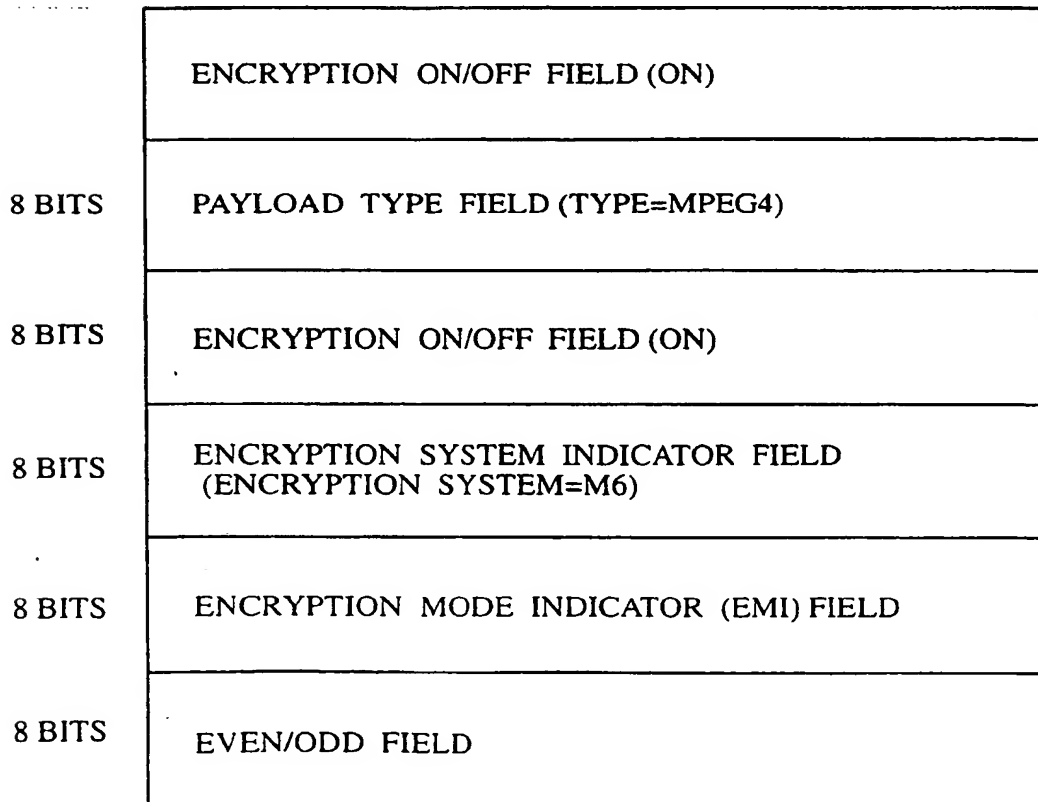 ENCRYPTION ON/OFF FIELD (ON)
8 BITS PAYLOAD TYPE FIELD (TYPE=MPEG4)
8 BITS ENCRYPTION ON/OFF FIELD (ON)
8 BITS ENCRYPTION SYSTEM INDICATOR FIELD
(ENCRYPTION SYSTEM=M6)
8 BITS ENCRYPTION MODE INDICATOR (EMI) FIELD
8 BITS EVEN/ODD FIELD